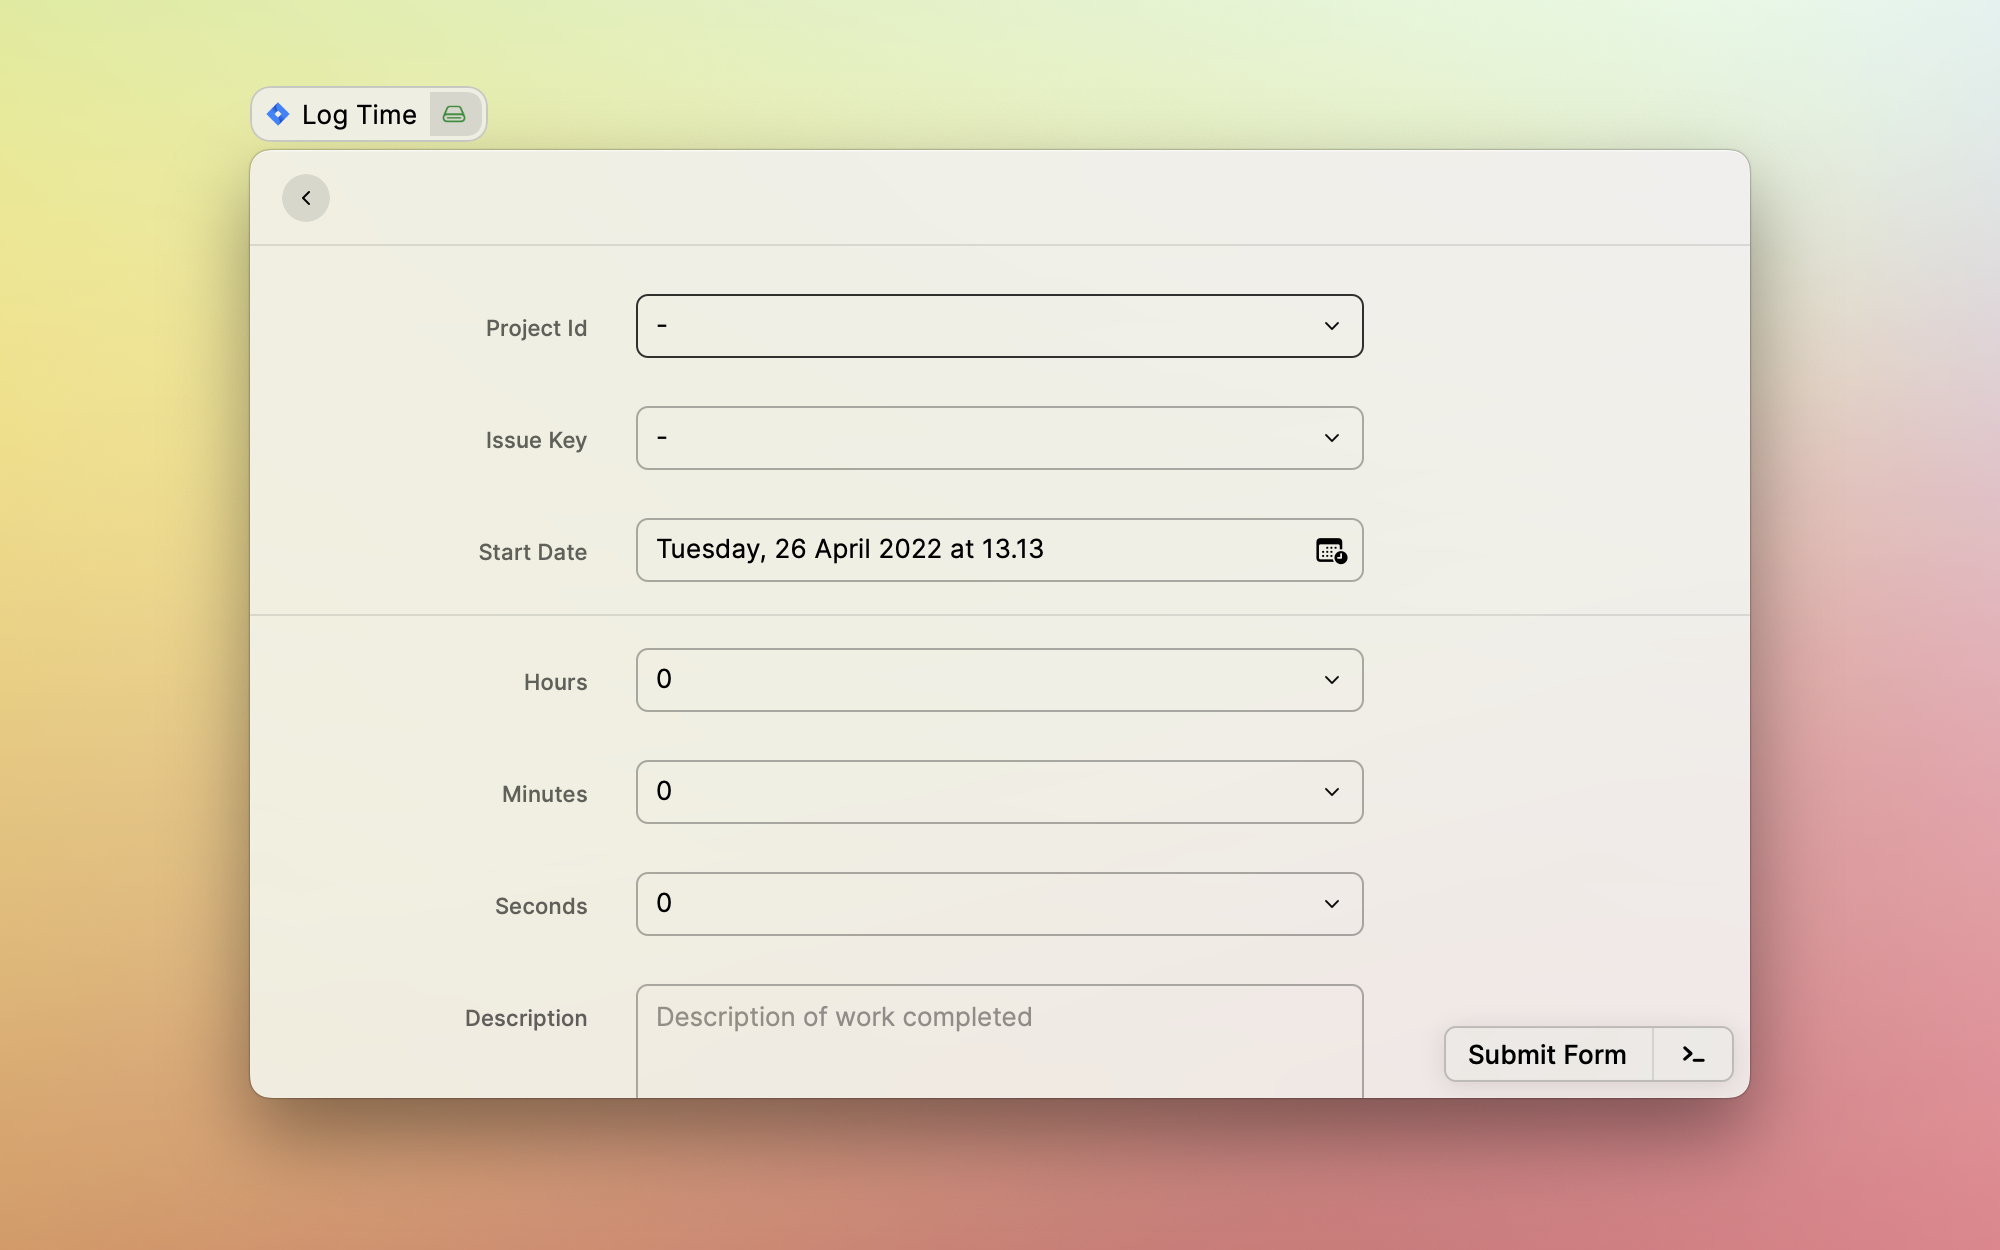 Log Time
Project Id
-
Issue Key
-
Start Date
Tuesday, 26 April 2022 at 13.13
Hours
0
Minutes
0
Seconds
0
Description
Description of work completed
Submit Form